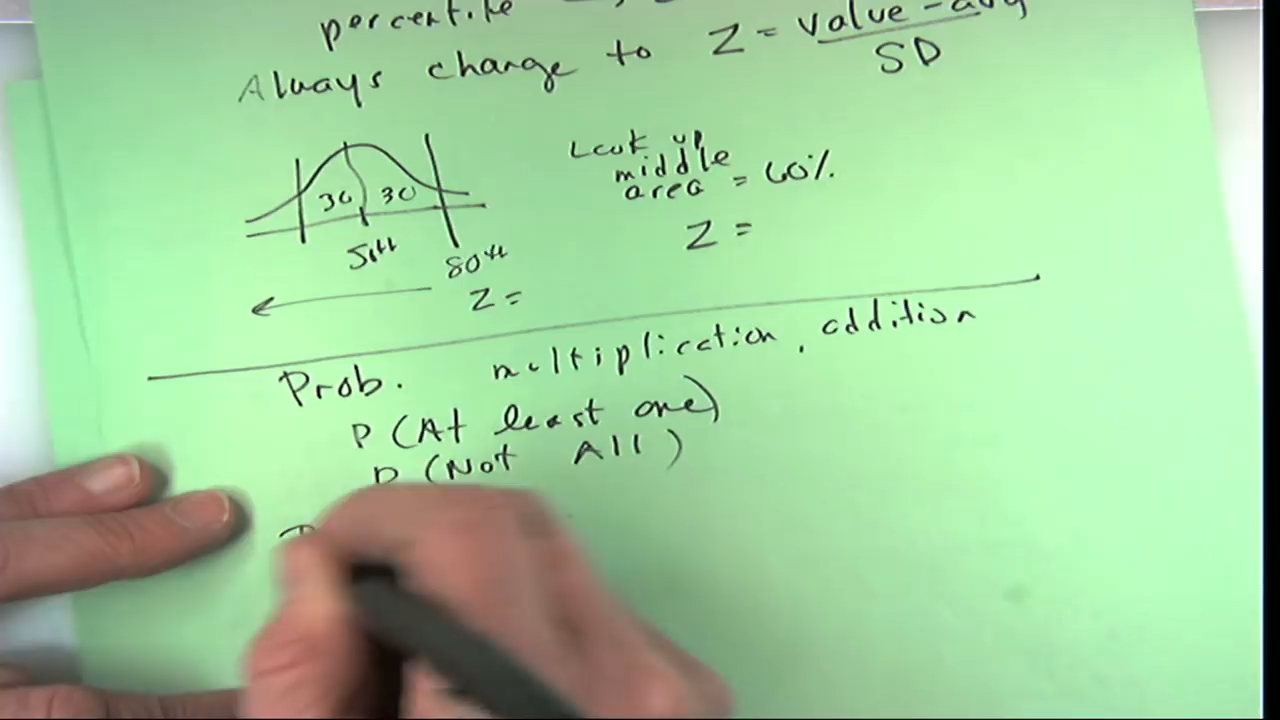 percentile
Always change to Z = value - avg
SD
Look up
middle
area = 60%
30 30
Z =
50th
80th
Z =
Prob. multiplication, addition
P (At least one)
P (Not All)